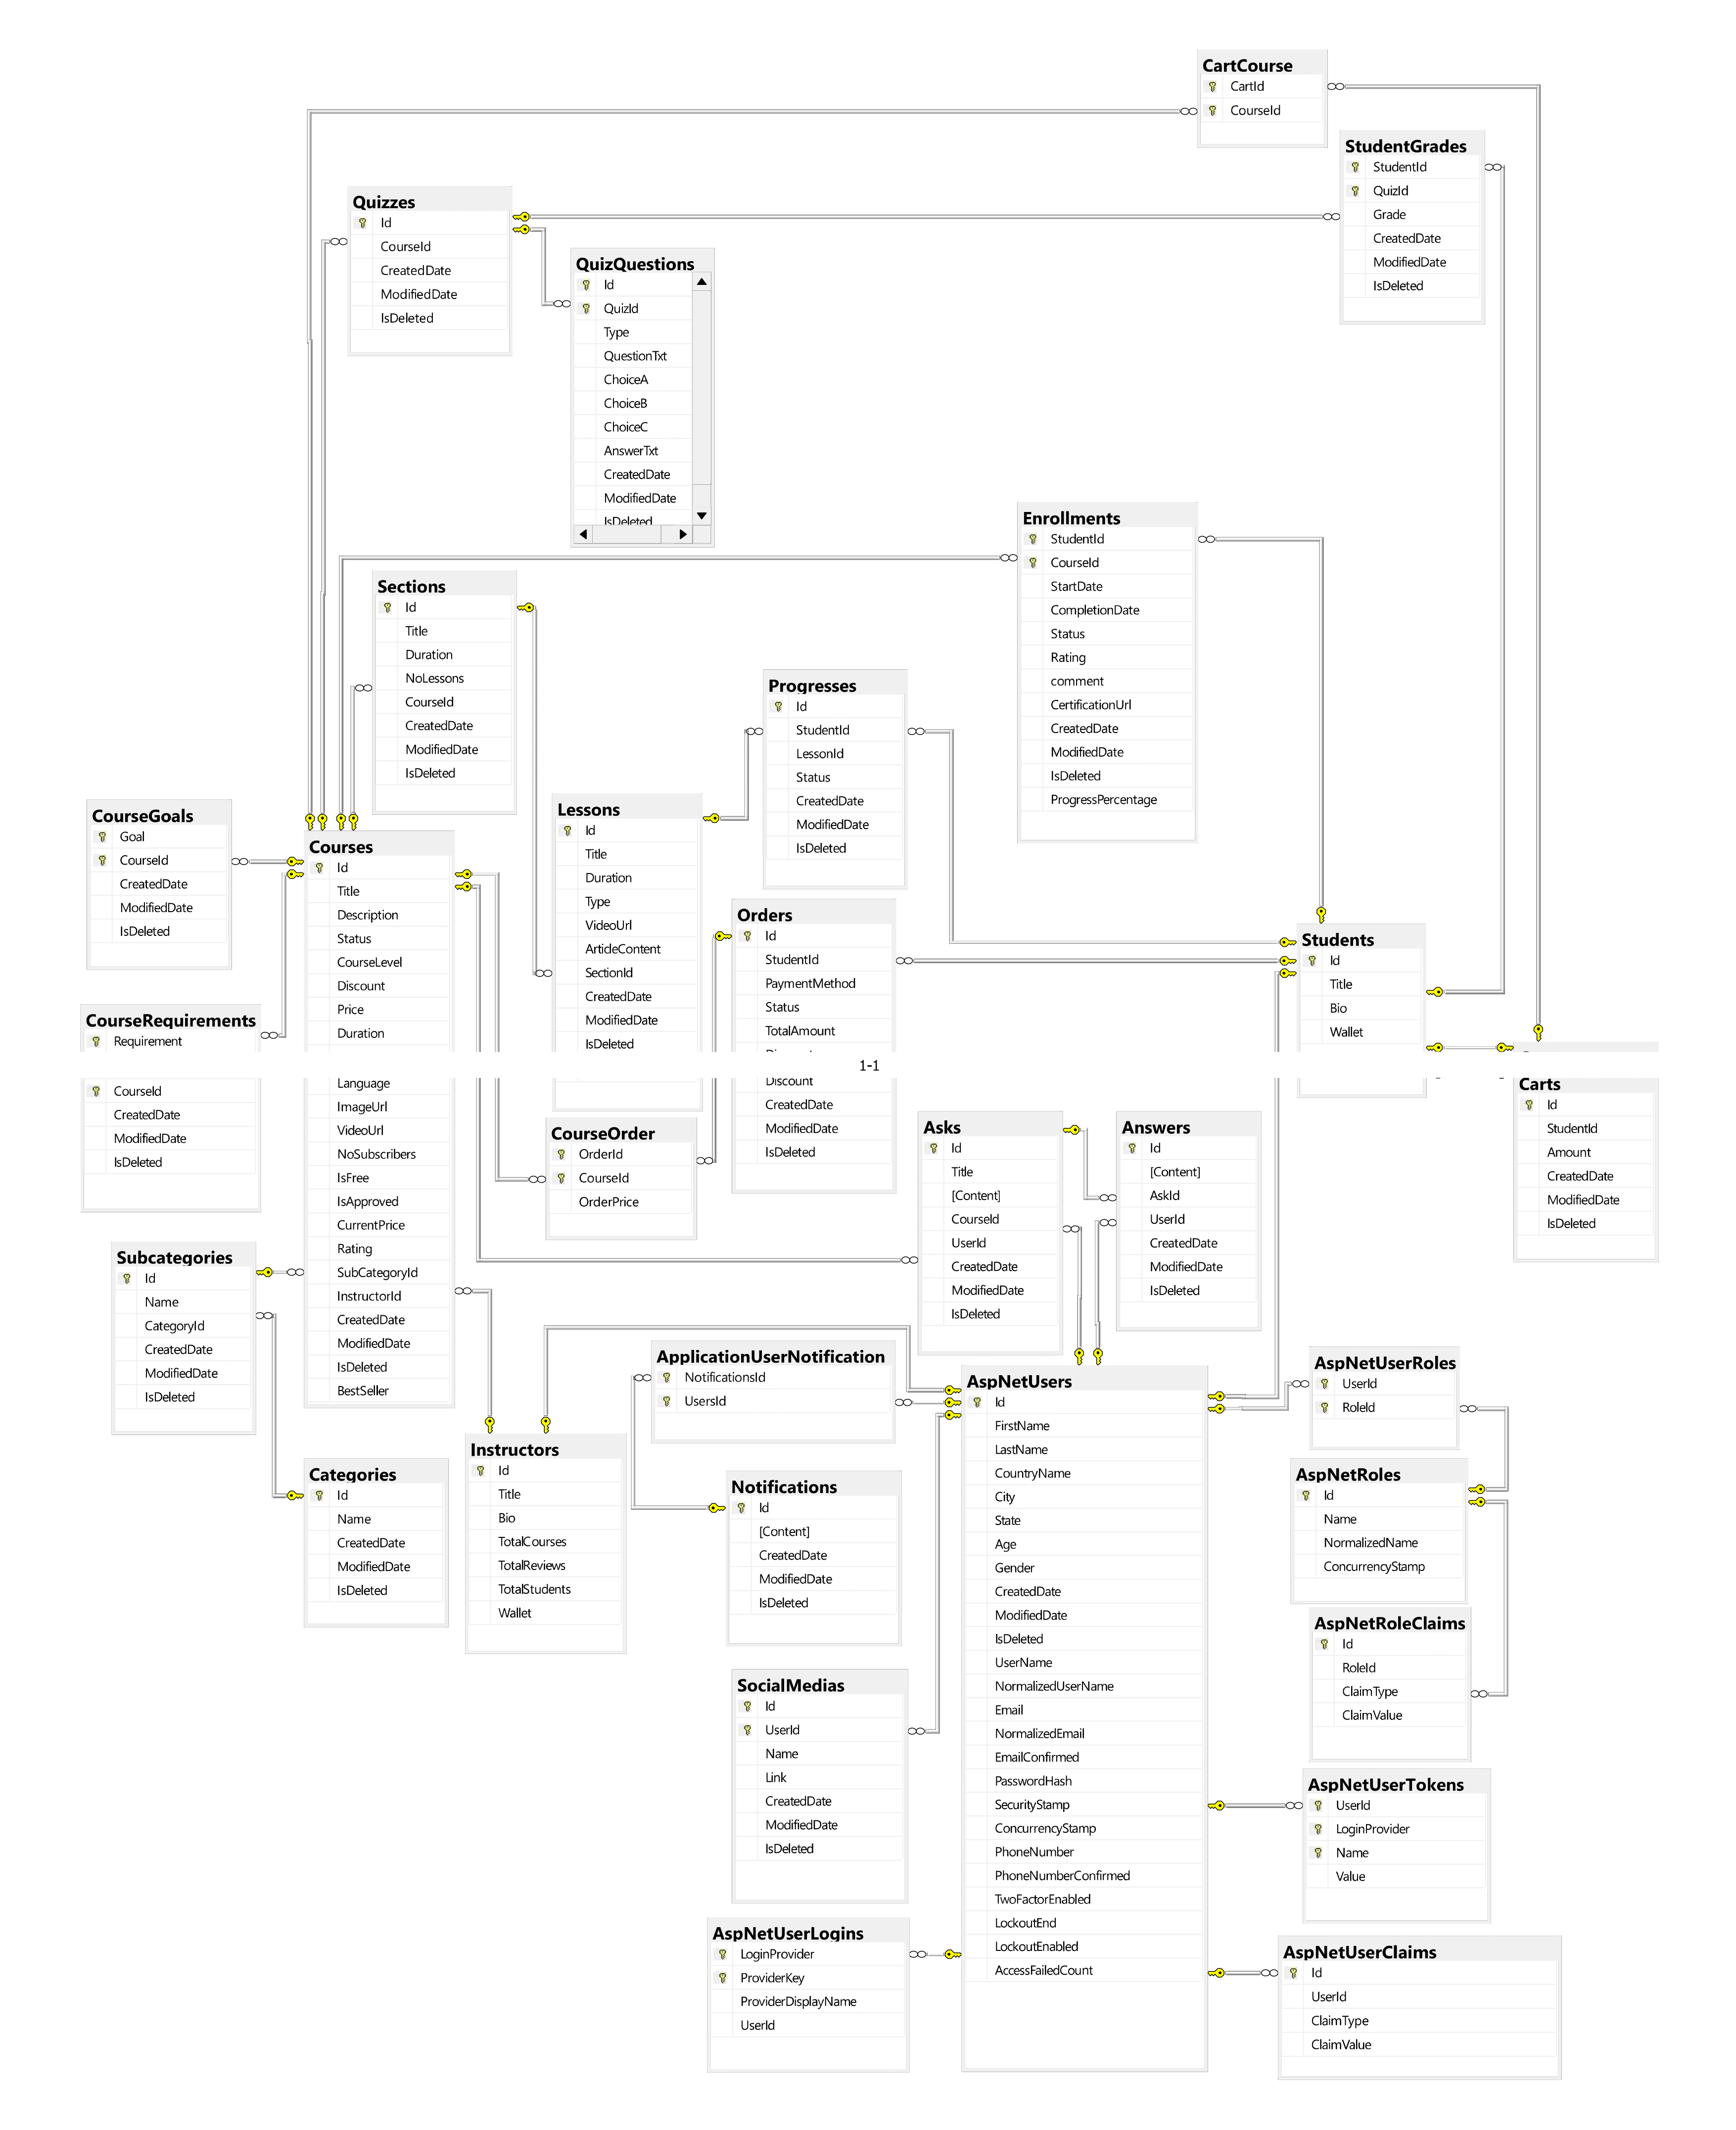 CartCourse
CartId
CourseId
StudentGrades
StudentId
QuizId
Grade
CreatedDate
ModifiedDate
IsDeleted
Quizzes
Id
CourseId
CreatedDate
ModifiedDate
IsDeleted
QuizQuestions
Id
QuizId
Type
QuestionTxt
ChoiceA
ChoiceB
ChoiceC
AnswerTxt
CreatedDate
ModifiedDate
IsDeleted
Enrollments
StudentId
CourseId
StartDate
CompletionDate
Status
Rating
comment
CertificationUrl
CreatedDate
ModifiedDate
IsDeleted
ProgressPercentage
Sections
Id
Title
Duration
NoLessons
CourseId
CreatedDate
ModifiedDate
IsDeleted
Progresses
Id
StudentId
LessonId
Status
CreatedDate
ModifiedDate
IsDeleted
CourseGoals
Goal
CourseId
CreatedDate
ModifiedDate
IsDeleted
Lessons
Id
Title
Duration
Type
VideoUrl
ArticleContent
SectionId
CreatedDate
ModifiedDate
IsDeleted
Courses
Id
Title
Description
Status
CourseLevel
Discount
Price
Duration
Orders
Id
StudentId
PaymentMethod
Status
TotalAmount
Students
Id
Title
Bio
Wallet
CourseRequirements
Requirement
1-1
CourseId
CreatedDate
ModifiedDate
IsDeleted
Language
ImageUrl
VideoUrl
NoSubscribers
IsFree
IsApproved
CurrentPrice
Rating
SubCategoryId
InstructorId
CreatedDate
ModifiedDate
IsDeleted
BestSeller
Discount
CreatedDate
ModifiedDate
IsDeleted
Carts
Id
StudentId
Amount
CreatedDate
ModifiedDate
IsDeleted
CourseOrder
OrderId
CourseId
OrderPrice
Asks
Id
Title
[Content]
CourseId
UserId
CreatedDate
ModifiedDate
IsDeleted
Answers
Id
[Content]
AskId
UserId
CreatedDate
ModifiedDate
IsDeleted
Subcategories
Id
Name
CategoryId
CreatedDate
ModifiedDate
IsDeleted
ApplicationUserNotification
NotificationsId
UsersId
AspNetUsers
Id
FirstName
LastName
CountryName
City
State
Age
Gender
CreatedDate
ModifiedDate
IsDeleted
UserName
NormalizedUserName
Email
NormalizedEmail
EmailConfirmed
PasswordHash
SecurityStamp
ConcurrencyStamp
PhoneNumber
PhoneNumberConfirmed
TwoFactorEnabled
LockoutEnd
LockoutEnabled
AccessFailedCount
AspNetUserRoles
UserId
RoleId
Instructors
Id
Title
Bio
TotalCourses
TotalReviews
TotalStudents
Wallet
Categories
Id
Name
CreatedDate
ModifiedDate
IsDeleted
Notifications
Id
[Content]
CreatedDate
ModifiedDate
IsDeleted
AspNetRoles
Id
Name
NormalizedName
ConcurrencyStamp
AspNetRoleClaims
Id
RoleId
ClaimType
ClaimValue
SocialMedias
Id
UserId
Name
Link
CreatedDate
ModifiedDate
IsDeleted
AspNetUserTokens
UserId
LoginProvider
Name
Value
AspNetUserLogins
LoginProvider
ProviderKey
ProviderDisplayName
UserId
AspNetUserClaims
Id
UserId
ClaimType
ClaimValue